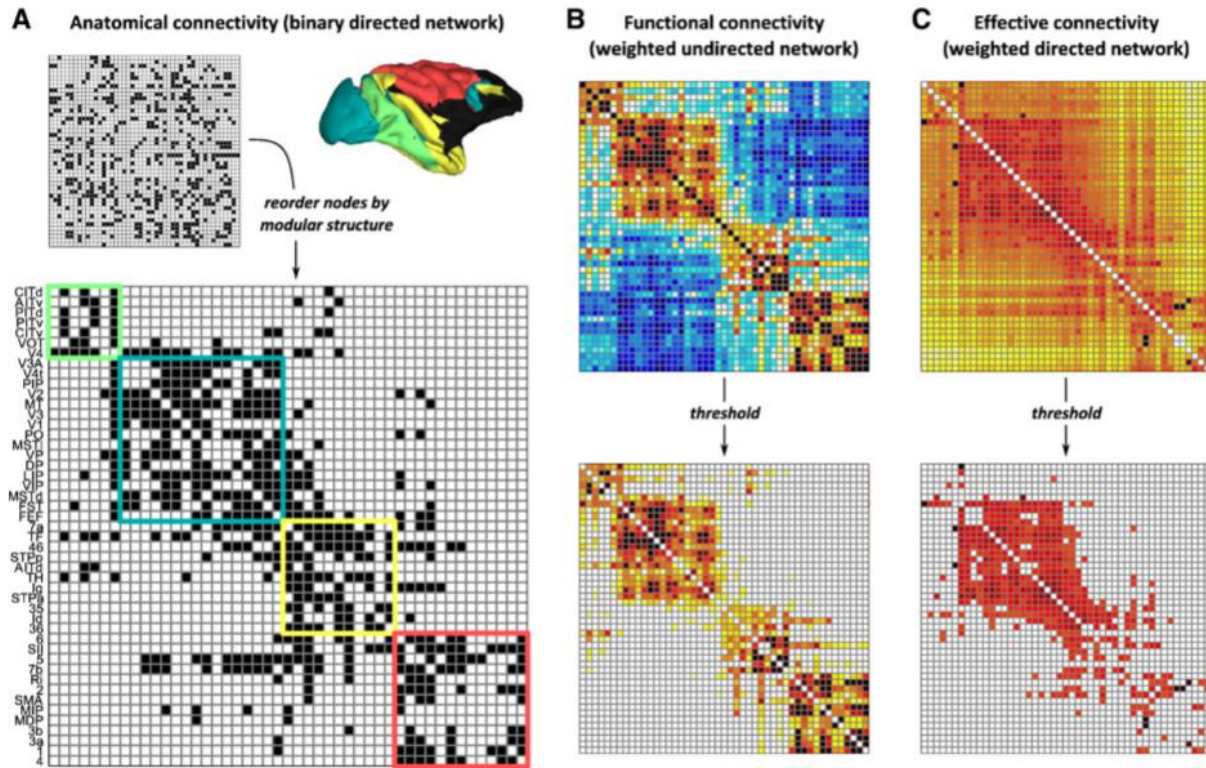 A
Anatomical connectivity (binary directed network)
reorder nodes by
modular structure
CITd
AITv
PITd
PITv
CITv
VOT
V4
V3A
V4t
PIP
V2
MT
V3
V1
PO
VP
DP
LIP
VIP
MSTd
FST
FEF
7a
TF
46
STPp
AITd
TH
Ig
STPa
35
Id
36
6
SII
5
7b
Ri
2
SMA
MIP
MDP
3b
3a
1
4
B
Functional connectivity
(weighted undirected network)
threshold
C
Effective connectivity
(weighted directed network)
threshold